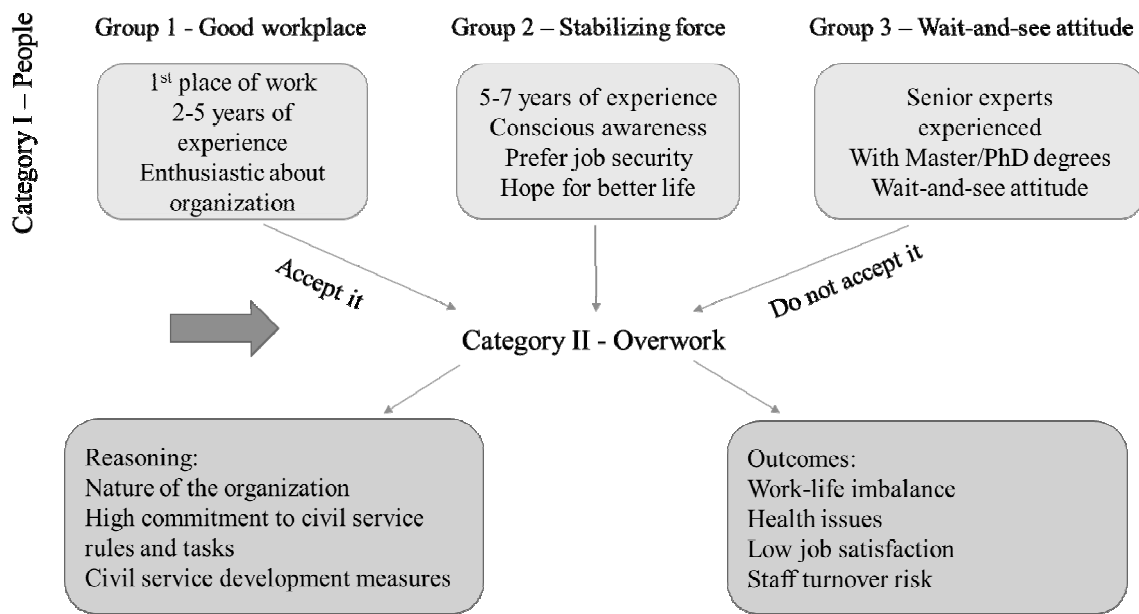 Category I – People
Group 1 - Good workplace
1st place of work
2-5 years of
experience
Enthusiastic about
organization
Group 2 – Stabilizing force
5-7 years of experience
Conscious awareness
Prefer job security
Hope for better life
Group 3 – Wait-and-see attitude
Senior experts
experienced
With Master/PhD degrees
Wait-and-see attitude
Accept it
Do not accept it
Category II - Overwork
Reasoning:
Nature of the organization
High commitment to civil service
rules and tasks
Civil service development measures
Outcomes:
Work-life imbalance
Health issues
Low job satisfaction
Staff turnover risk